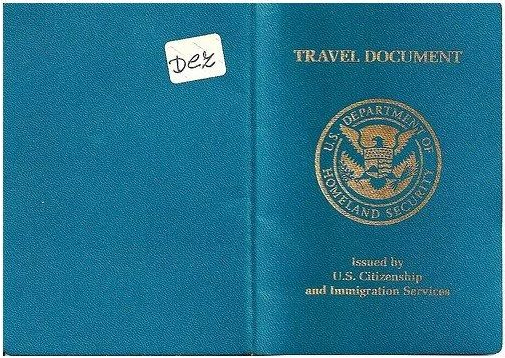 Dez
TRAVEL DOCUMENT
U.S. DEPARTMENT OF
HOMELAND SECURITY
Issued by
U.S. Citizenship
and Immigration Services